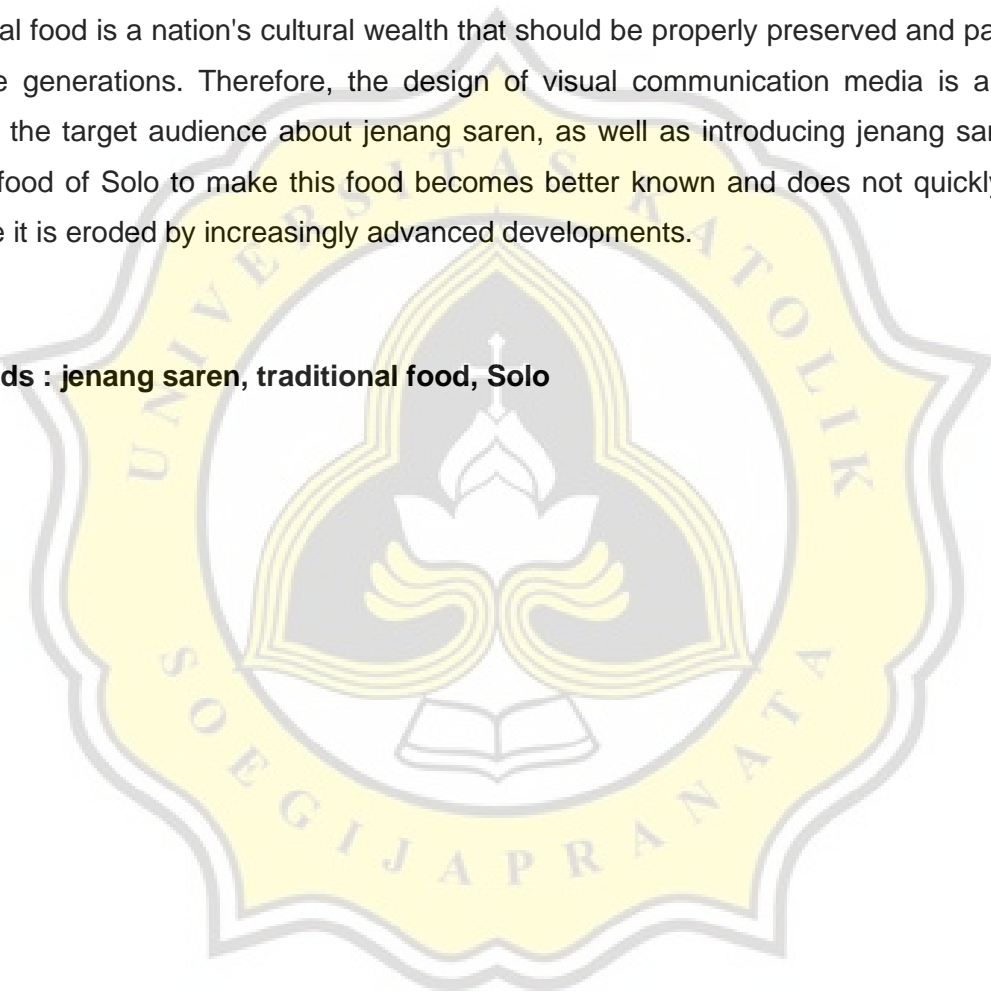 al food is a nation's cultural wealth that should be properly preserved and pa
e generations. Therefore, the design of visual communication media is a
the target audience about jenang saren, as well as introducing jenang sar
food of Solo to make this food becomes better known and does not quickly
e it is eroded by increasingly advanced developments.
ds : jenang saren, traditional food, Solo
UNIVERSITAS KATOLIK
SOEGIJAPRANATA